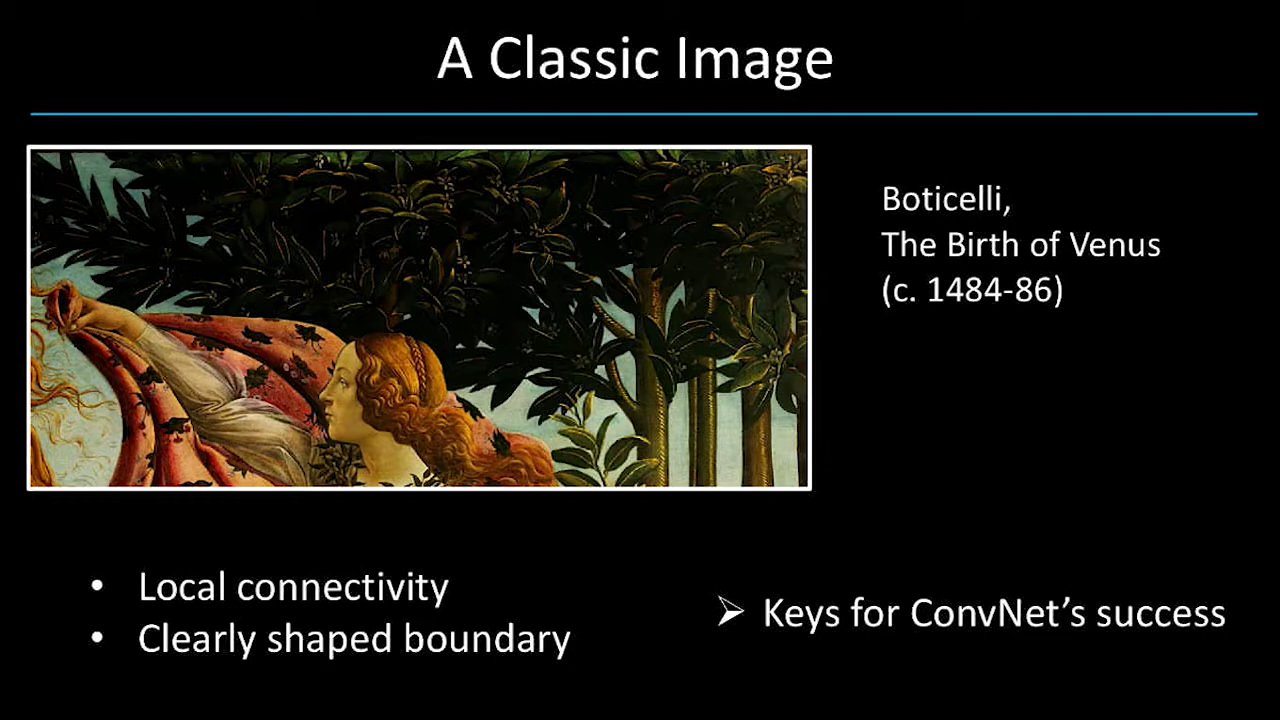 A Classic Image
Boticelli,
The Birth of Venus
(c. 1484-86)
• Local connectivity
• Clearly shaped boundary
➢ Keys for ConvNet's success